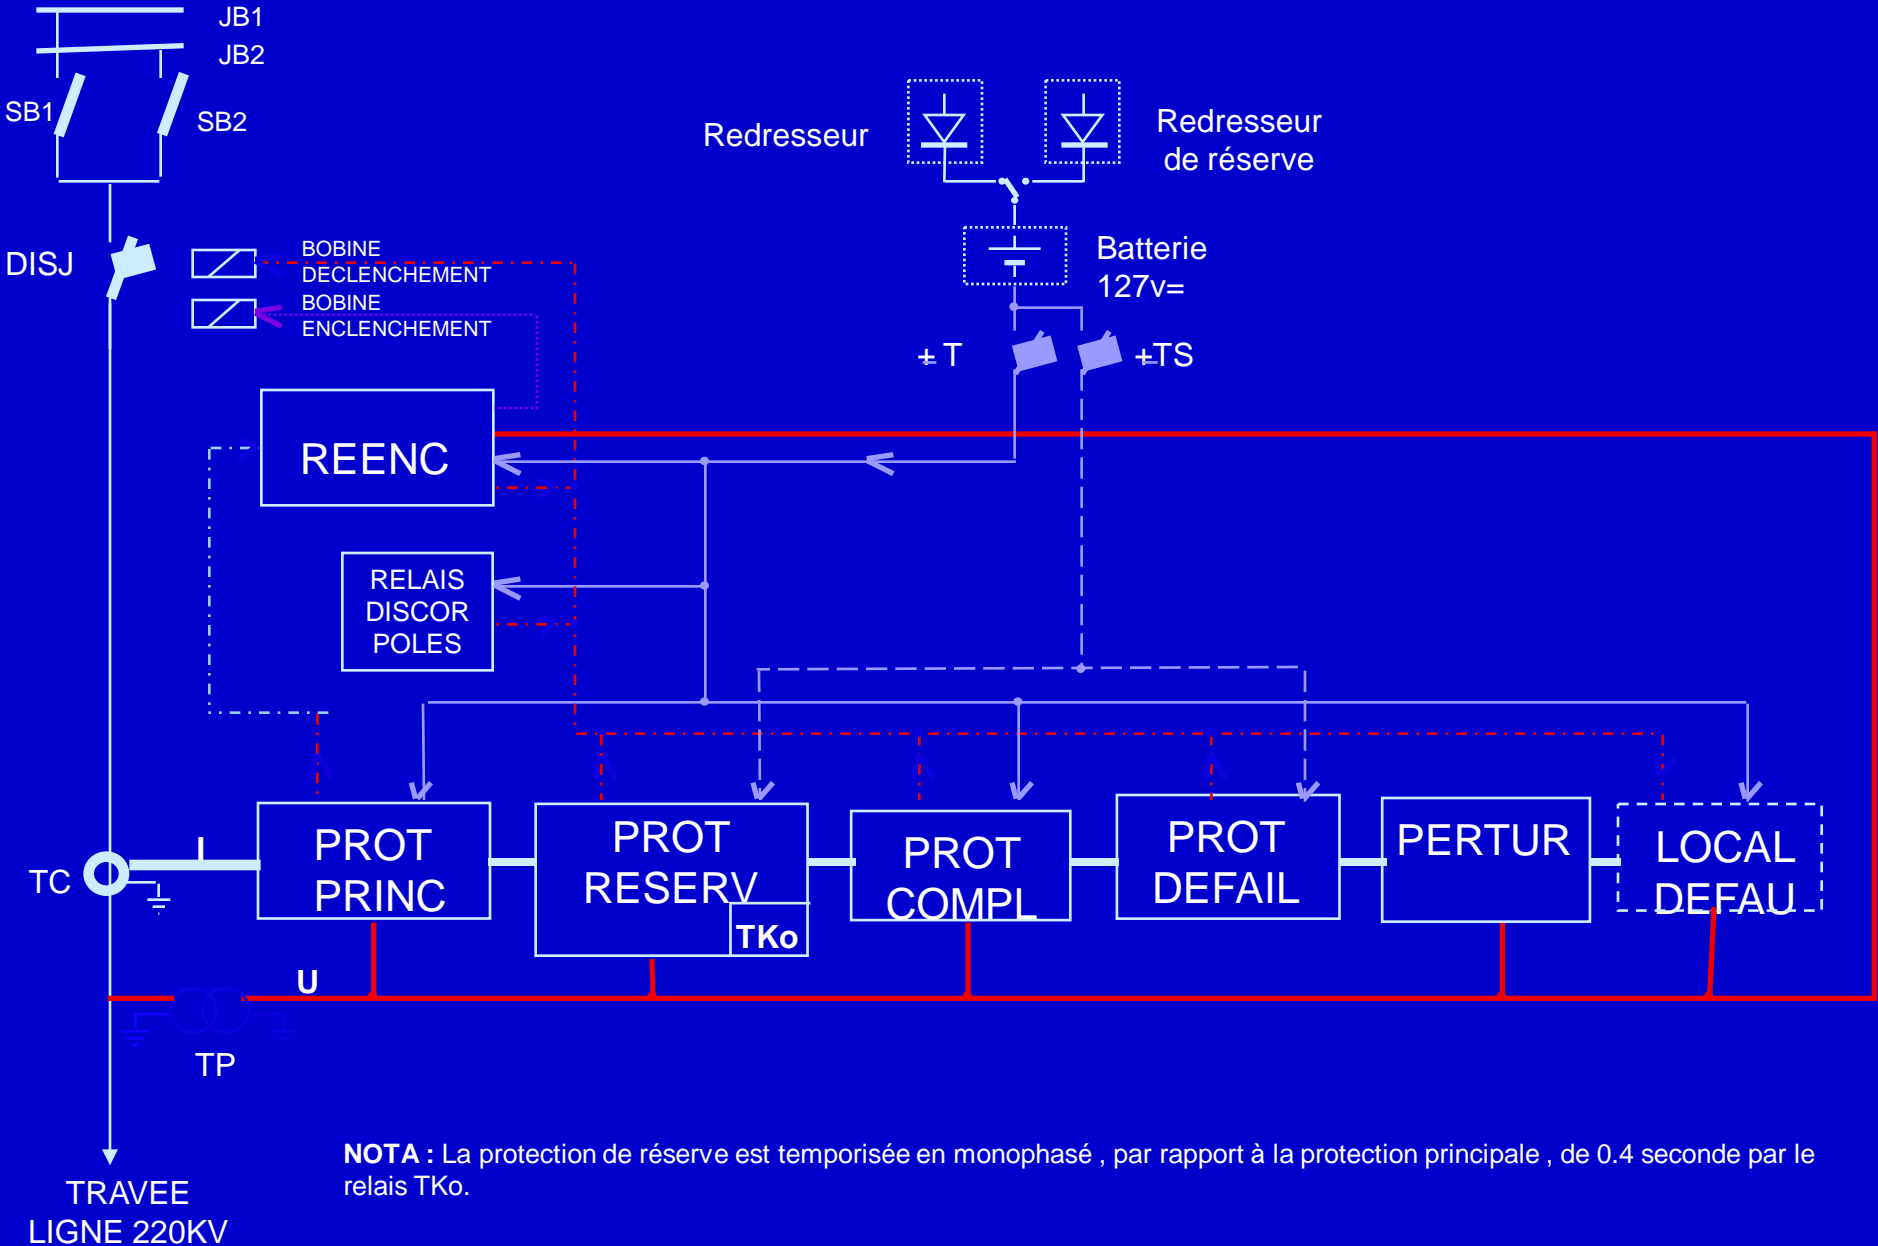 JB1
JB2
SB1
SB2
Redresseur
Redresseur
de réserve
DISJ
BOBINE
DECLENCHEMENT
BOBINE
ENCLENCHEMENT
Batterie
127v=
+ T
+TS
REENC
RELAIS
DISCOR
POLES
I
PROT
PRINC
PROT
RESERV
TKo
PROT
COMPL
PROT
DEFAIL
PERTUR
LOCAL
DEFAU
TC
U
TP
NOTA : La protection de réserve est temporisée en monophasé , par rapport à la protection principale , de 0.4 seconde par le
relais TKo.
TRAVEE
LIGNE 220KV